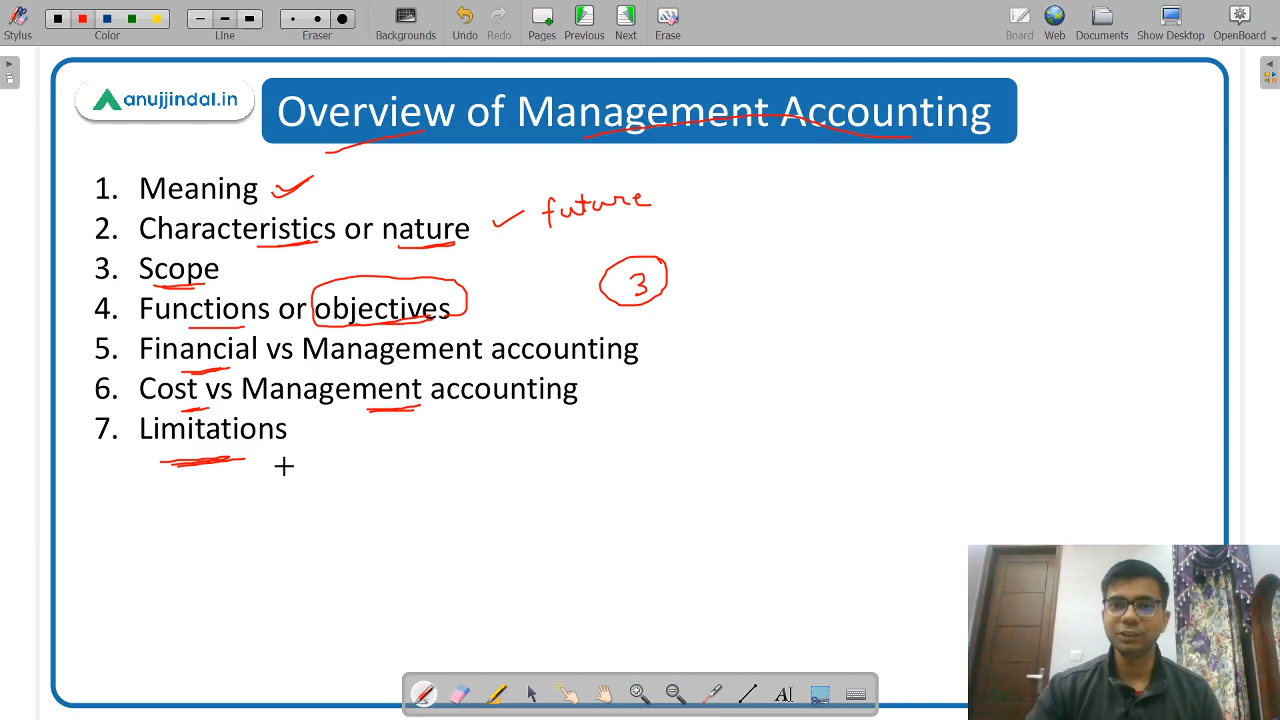 Stylus
Color
Line
Eraser
Backgrounds
Undo
Redo
Pages
Previous
Next
Erase
Board
Web
Documents
Show Desktop
OpenBoard
anujjindal.in
Overview of Management Accounting
1. Meaning
2. Characteristics or nature
future
3. Scope
3
4. Functions or objectives
5. Financial vs Management accounting
6. Cost vs Management accounting
7. Limitations
AI